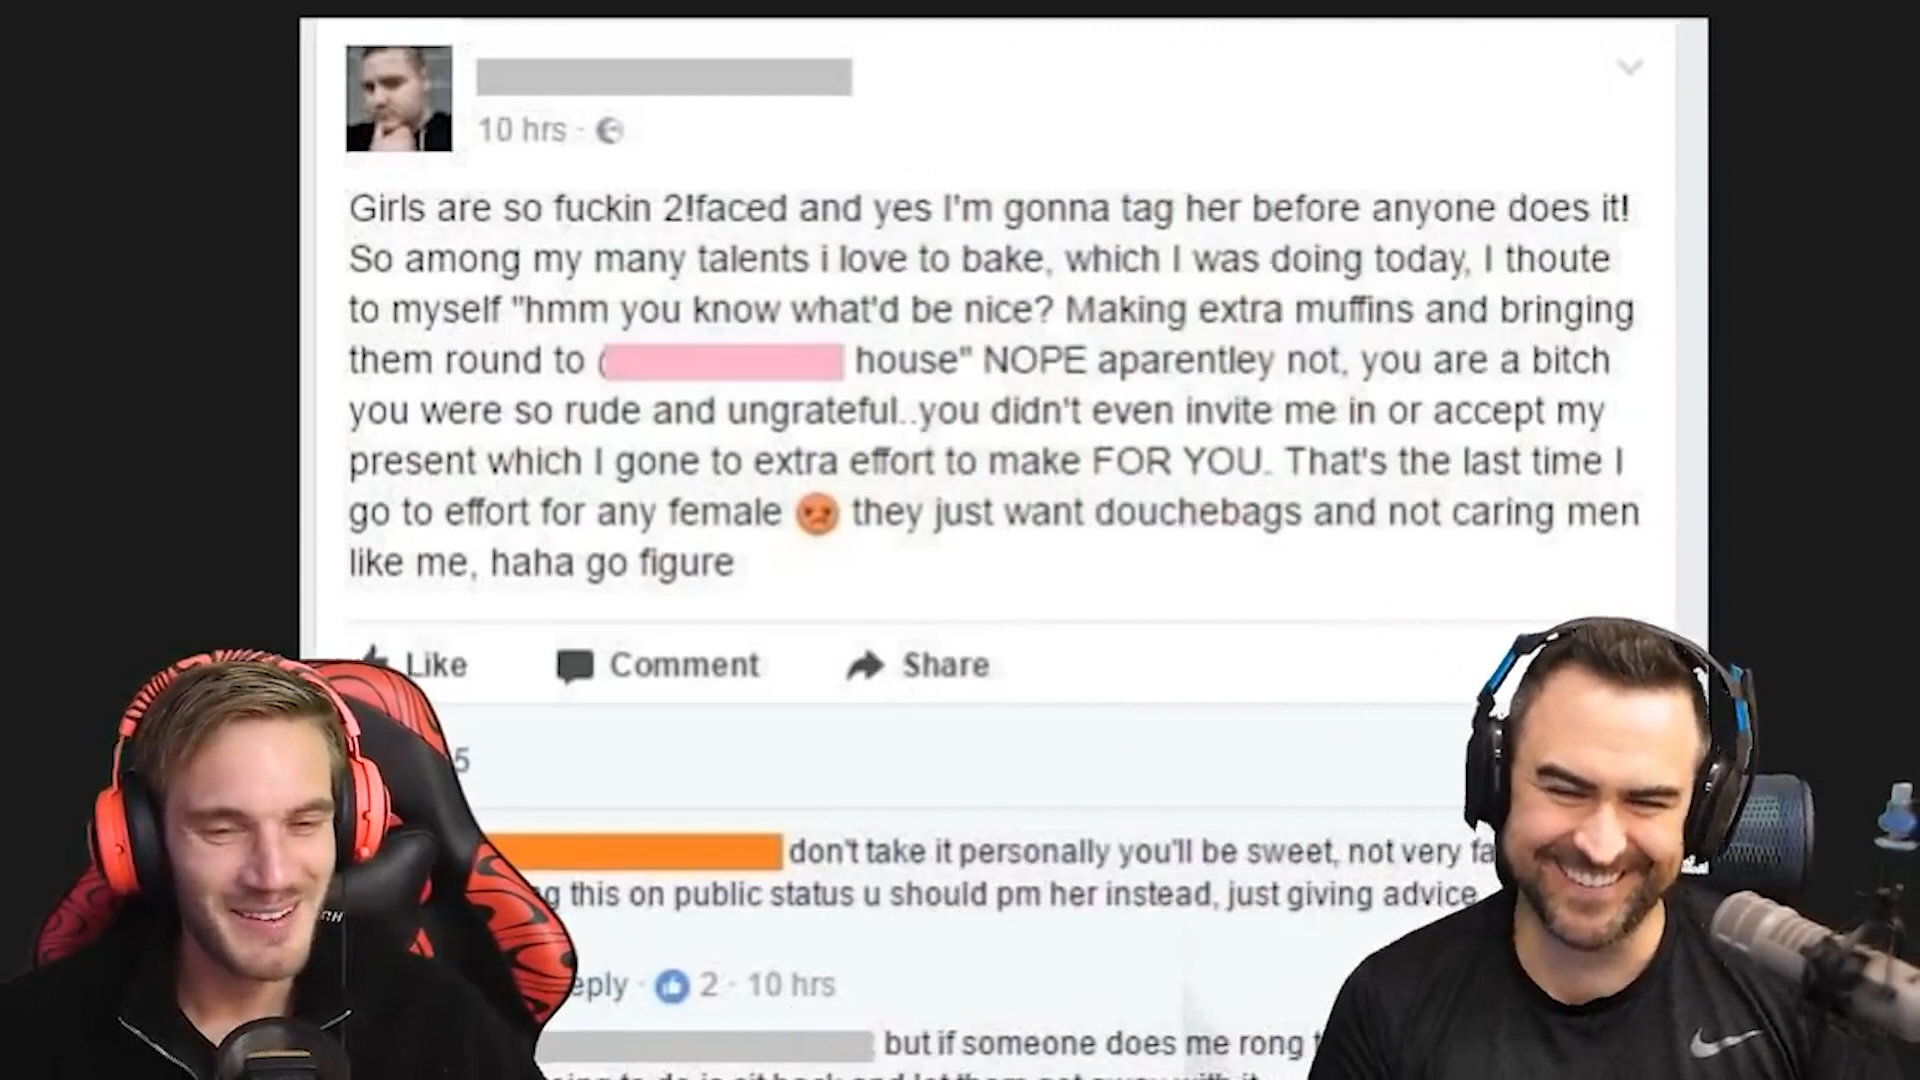 10 hrs ·
Girls are so fuckin 2!faced and yes I'm gonna tag her before anyone does it!
So among my many talents i love to bake, which I was doing today, I thoute
to myself "hmm you know what'd be nice? Making extra muffins and bringing
them round to ( house" NOPE aparentley not, you are a bitch
you were so rude and ungrateful..you didn't even invite me in or accept my
present which I gone to extra effort to make FOR YOU. That's the last time I
go to effort for any female 😡 they just want douchebags and not caring men
like me, haha go figure
Like Comment Share
5
don't take it personally you'll be sweet, not very fa
g this on public status u should pm her instead, just giving advice
eply · 2 · 10 hrs
but if someone does me rong